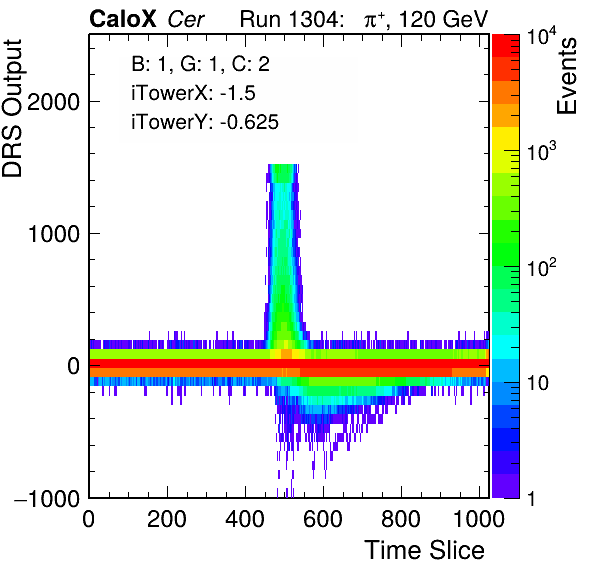 CaloX Cer Run 1304: π⁺, 120 GeV
B: 1, G: 1, C: 2
iTowerX: -1.5
iTowerY: -0.625
DRS Output
2000
1000
0
−1000
0 200 400 600 800 1000
Time Slice
Events
10⁴
10³
10²
10
1